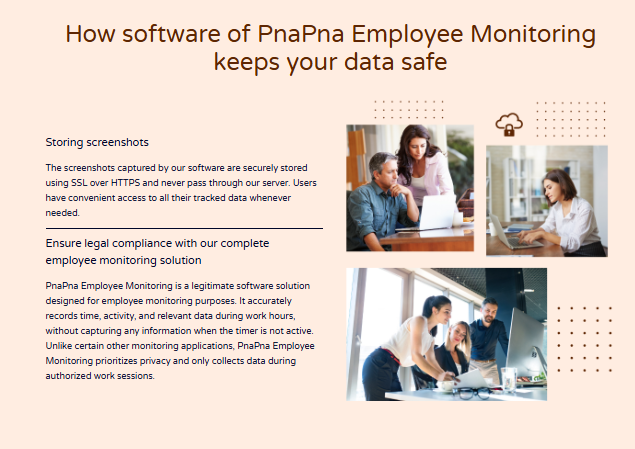 How software of PnaPna Employee Monitoring
keeps your data safe
Storing screenshots
The screenshots captured by our software are securely stored
using SSL over HTTPS and never pass through our server. Users
have convenient access to all their tracked data whenever
needed.
Ensure legal compliance with our complete
employee monitoring solution
PnaPna Employee Monitoring is a legitimate software solution
designed for employee monitoring purposes. It accurately
records time, activity, and relevant data during work hours,
without capturing any information when the timer is not active.
Unlike certain other monitoring applications, PnaPna Employee
Monitoring prioritizes privacy and only collects data during
authorized work sessions.